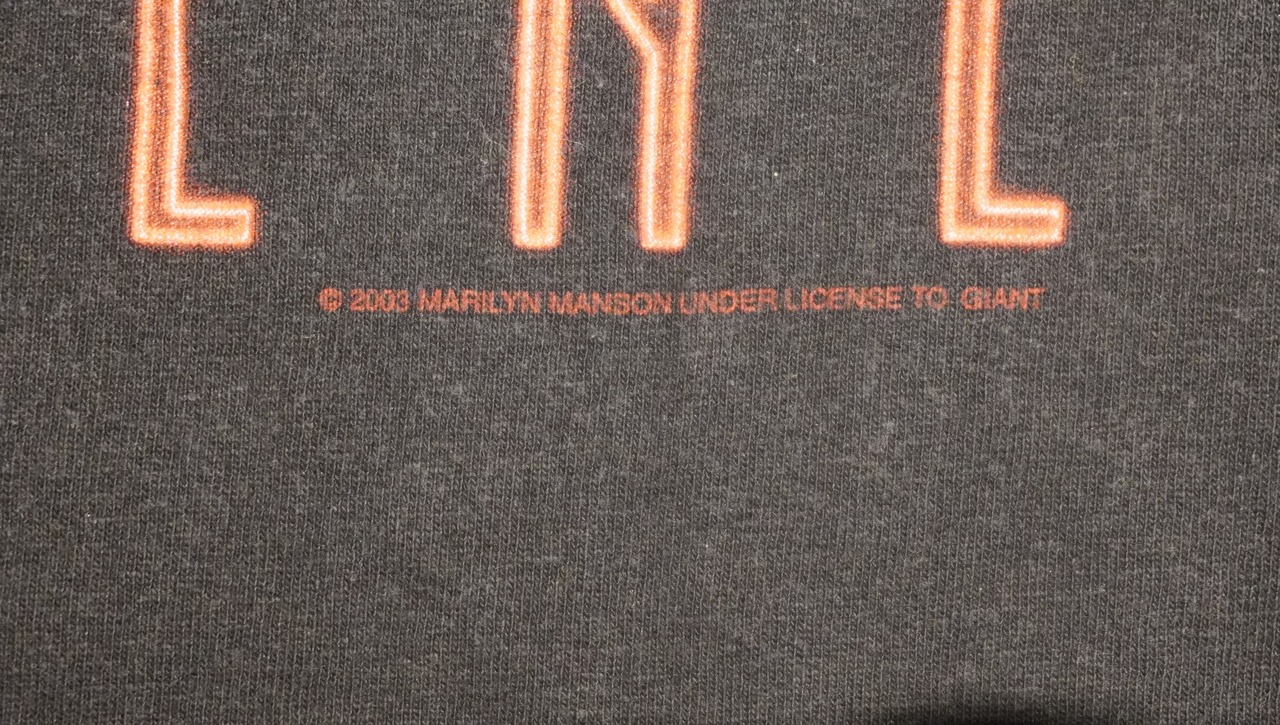 © 2003 MARILYN MANSON UNDER LICENSE TO GIANT